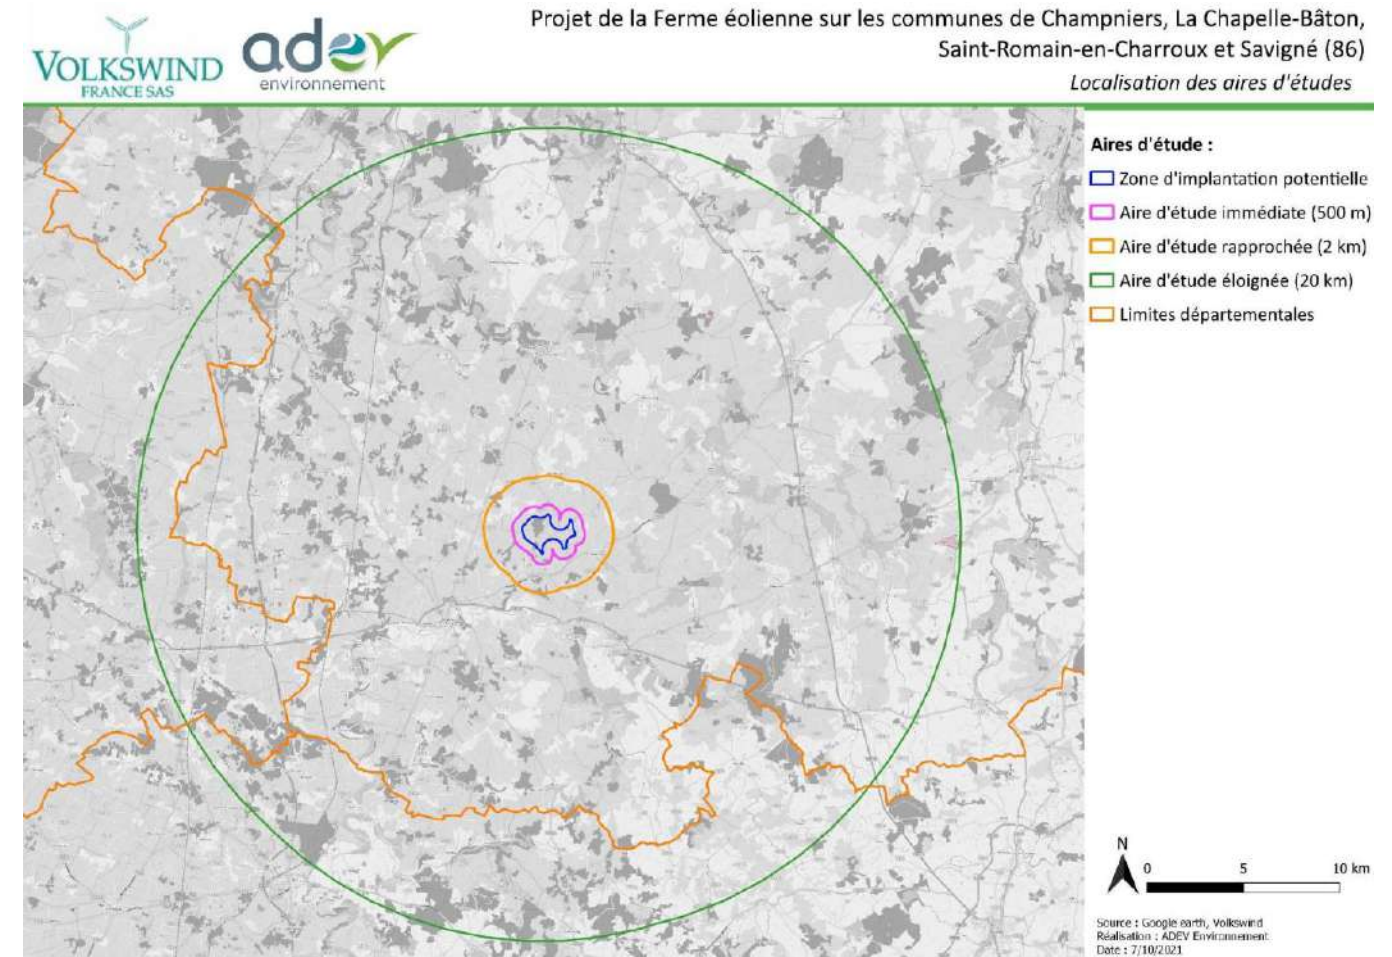 VOLKSWIND
FRANCE SAS
adev
environnement
Projet de la Ferme éolienne sur les communes de Champniers, La Chapelle-Bâton,
Saint-Romain-en-Charroux et Savigné (86)
Localisation des aires d'études
Aires d'étude :
Zone d'implantation potentielle
Aire d'étude immédiate (500 m)
Aire d'étude rapprochée (2 km)
Aire d'étude éloignée (20 km)
Limites départementales
N
0 5 10 km
Source : Google earth, Volkswind
Réalisation : ADEV Environnement
Date : 7/10/2021